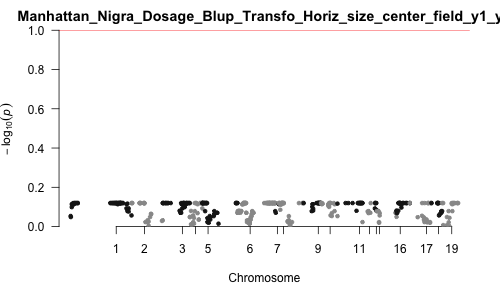 Manhattan_Nigra_Dosage_Blup_Transfo_Horiz_size_center_field_y1_y
1.0
0.8
0.6
0.4
0.2
0.0
− log10(p)
1 2 3 5 6 7 9 11 16 17 19
Chromosome